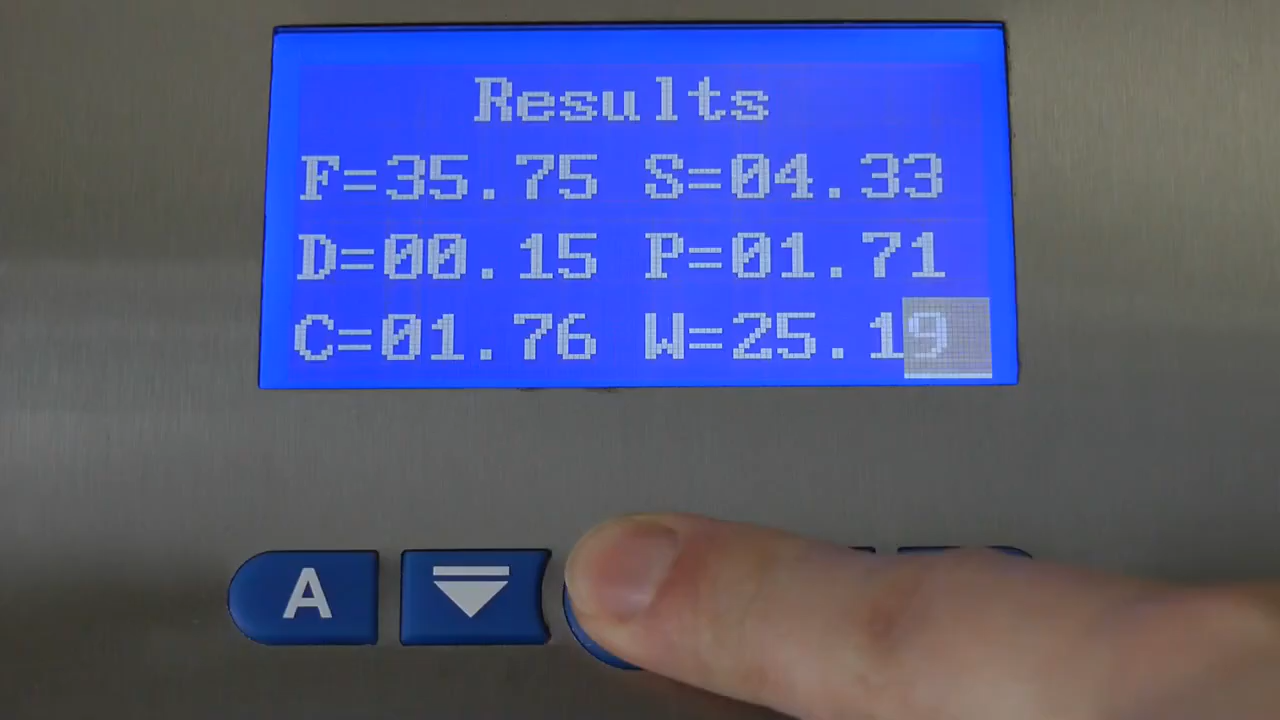 Results
F=35.75 S=04.33
D=00.15 P=01.71
C=01.76 W=25.19
A